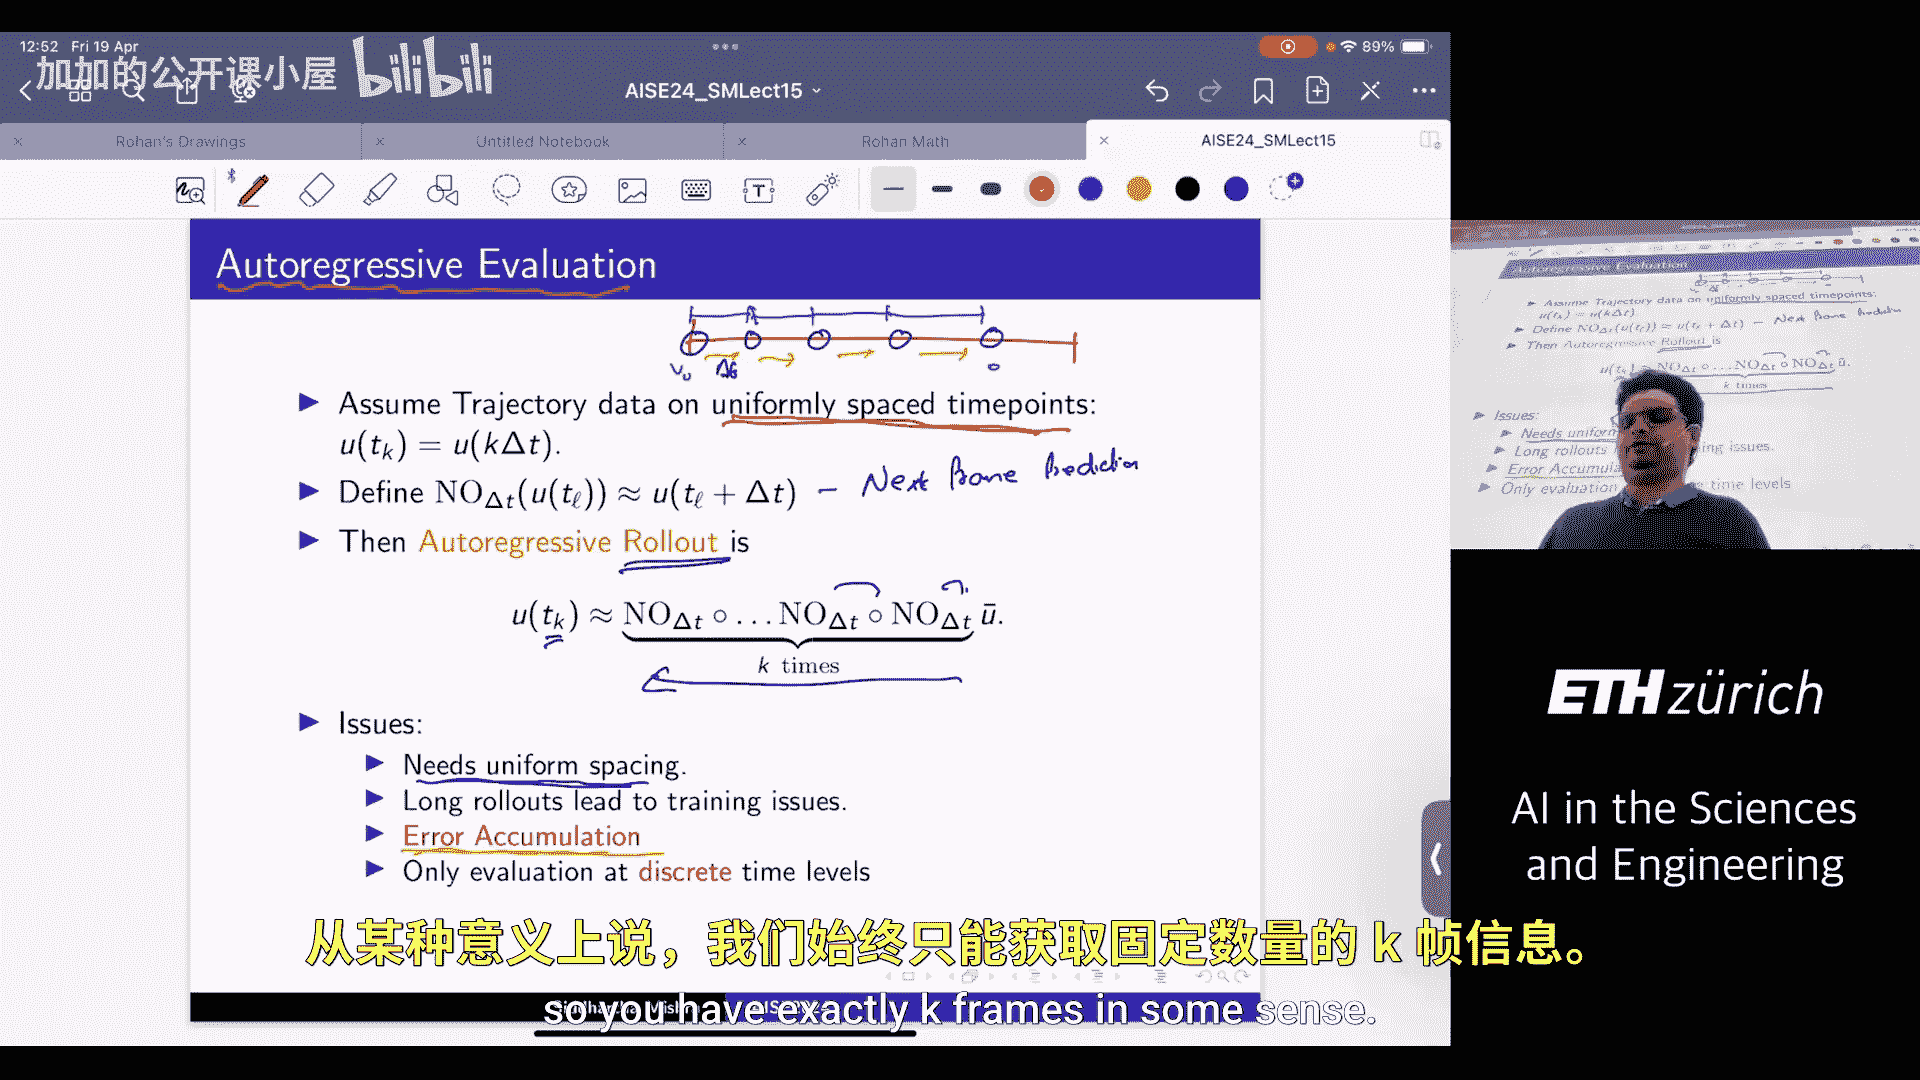 12:52 Fri 19 Apr
89%
加加的公开课小屋
bilibili
AISE24_SMLect15
Rohan's Drawings
Untitled Notebook
Rohan Math
AISE24_SMLect15
Autoregressive Evaluation
Δt
Assume Trajectory data on uniformly spaced timepoints:
u(t_k) = u(kΔt).
Define NO_Δt(u(t_ℓ)) ≈ u(t_ℓ + Δt) – Next frame Prediction
Then Autoregressive Rollout is
u(t_k) ≈ NO_Δt ∘ … NO_Δt ∘ NO_Δt ū.
k times
Issues:
Needs uniform spacing.
Long rollouts lead to training issues.
Error Accumulation
Only evaluation at discrete time levels
从某种意义上说，我们始终只能获取固定数量的 k 帧信息。
so you have exactly k frames in some sense.
ETH zürich
AI in the Sciences
and Engineering